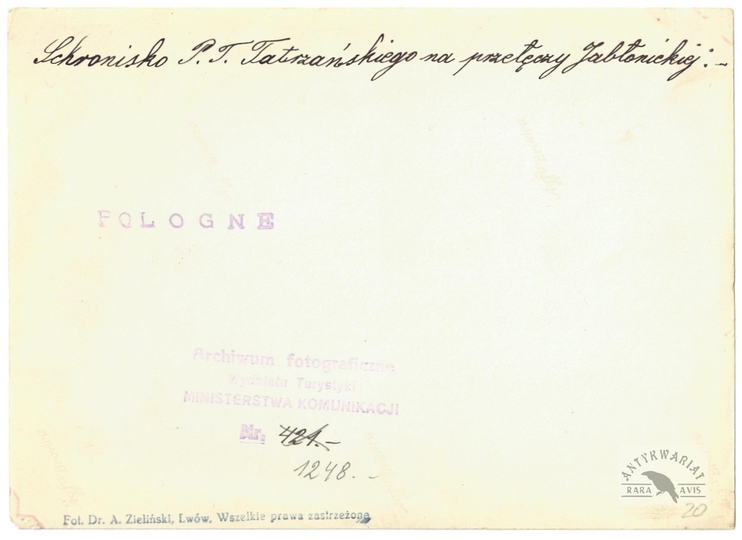 Schronisko P. T. Tatrzańskiego na przełęczy Jabłonickiej: -
POLOGNE
Archiwum fotograficzne
Wydziału Turystyki
MINISTERSTWA KOMUNIKACJI
Nr. 421.-
1248.-
ANTYKWARIAT
RARA AVIS
20
Fot. Dr. A. Zieliński, Lwów. Wszelkie prawa zastrzeżone